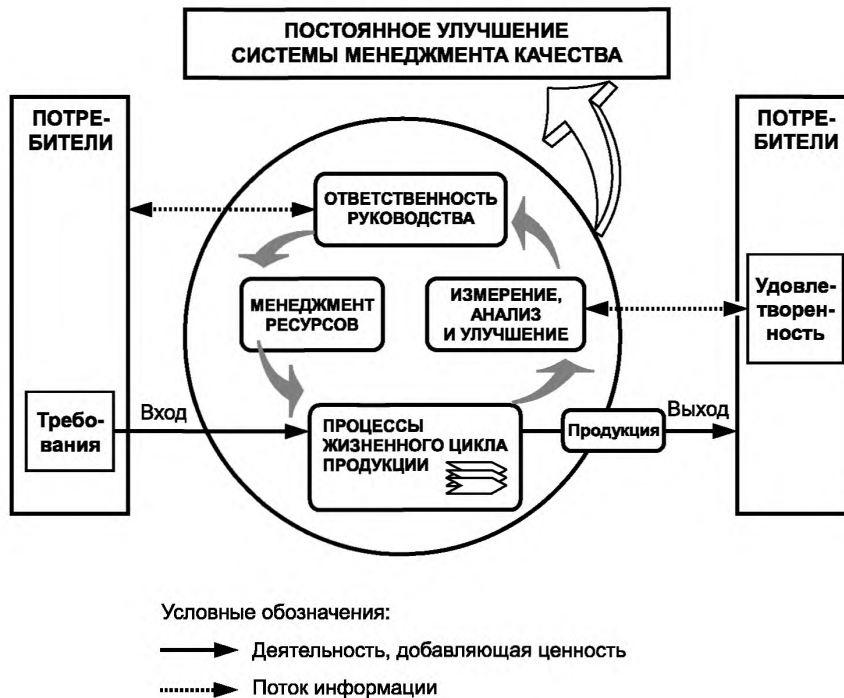 ПОСТОЯННОЕ УЛУЧШЕНИЕ
СИСТЕМЫ МЕНЕДЖМЕНТА КАЧЕСТВА
ПОТРЕ-
БИТЕЛИ
ПОТРЕ-
БИТЕЛИ
ОТВЕТСТВЕННОСТЬ
РУКОВОДСТВА
МЕНЕДЖМЕНТ
РЕСУРСОВ
ИЗМЕРЕНИЕ,
АНАЛИЗ
И УЛУЧШЕНИЕ
Удовле-
творен-
ность
Требо-
вания
Вход
ПРОЦЕССЫ
ЖИЗНЕННОГО ЦИКЛА
ПРОДУКЦИИ
Продукция
Выход
Условные обозначения:
Деятельность, добавляющая ценность
Поток информации